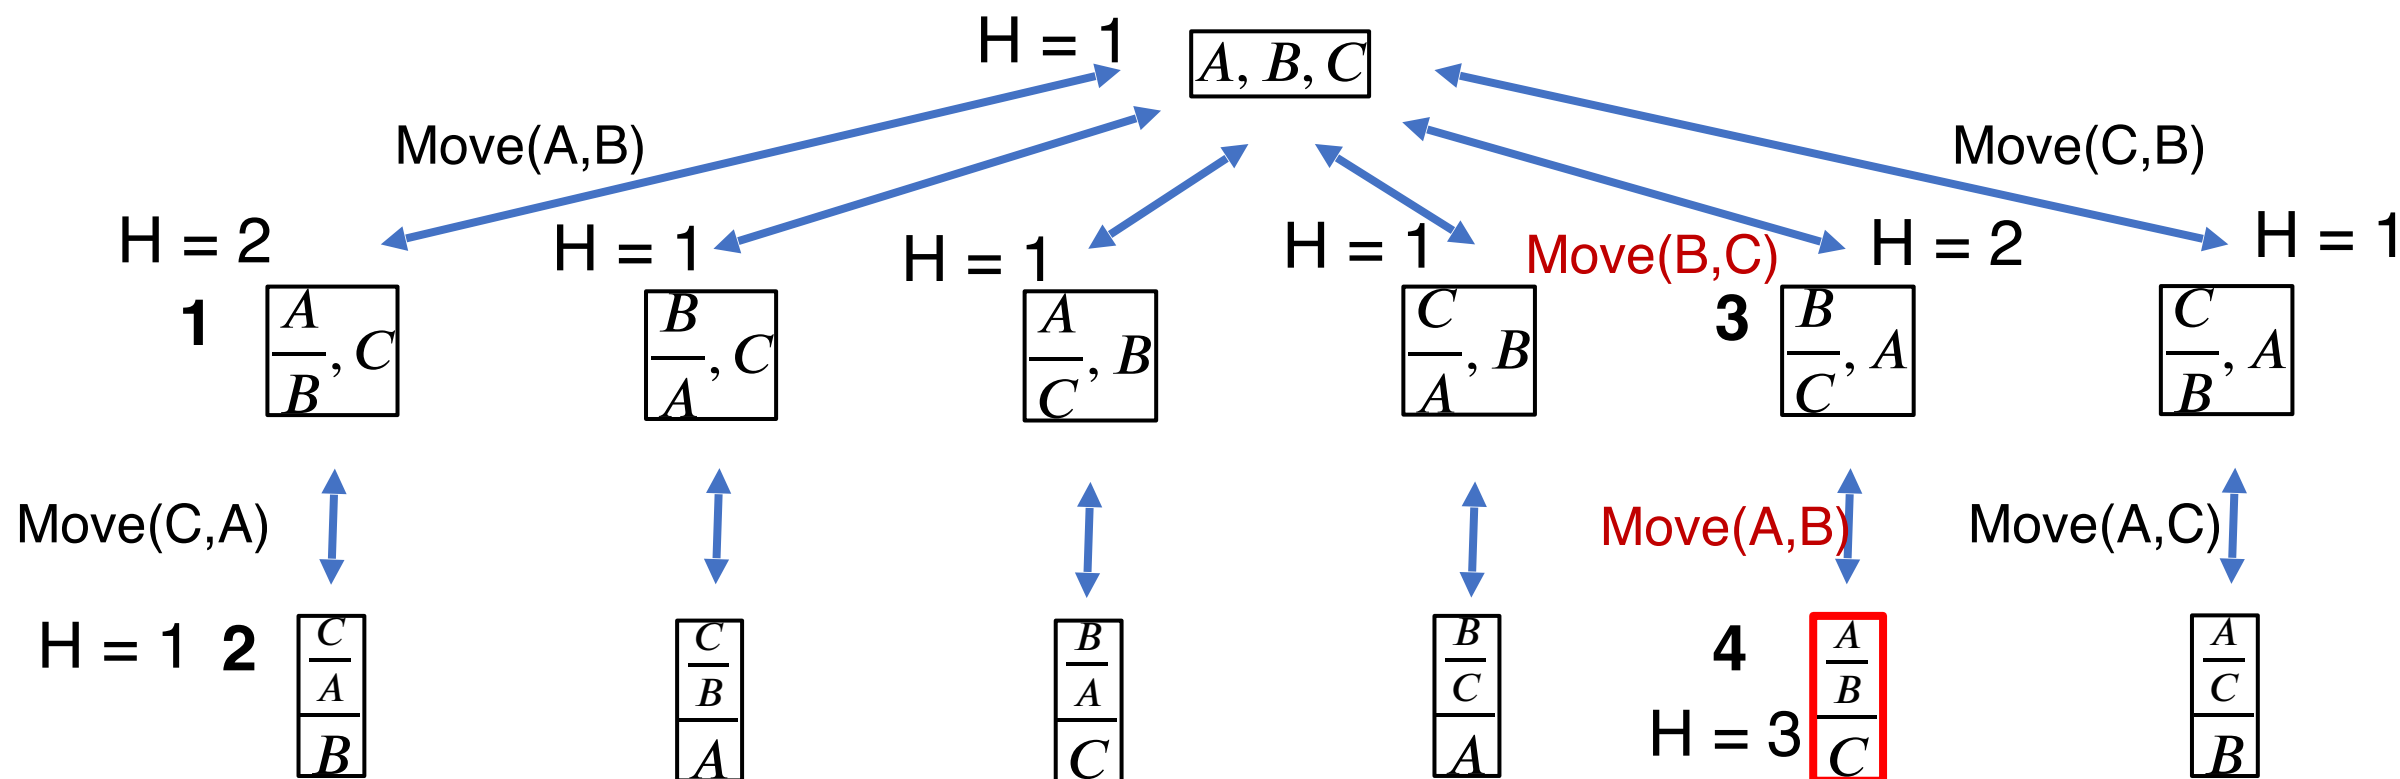 H = 1
A, B, C
Move(A,B)
Move(C,B)
H = 2
H = 1
H = 1
H = 1
Move(B,C)
H = 2
H = 1
1
A
B
, C
B
A
, C
A
C
, B
C
A
, B
3
B
C
, A
C
B
, A
Move(C,A)
Move(A,B)
Move(A,C)
H = 1
2
C
A
B
C
B
A
B
A
C
B
C
A
4
H = 3
A
B
C
A
C
B